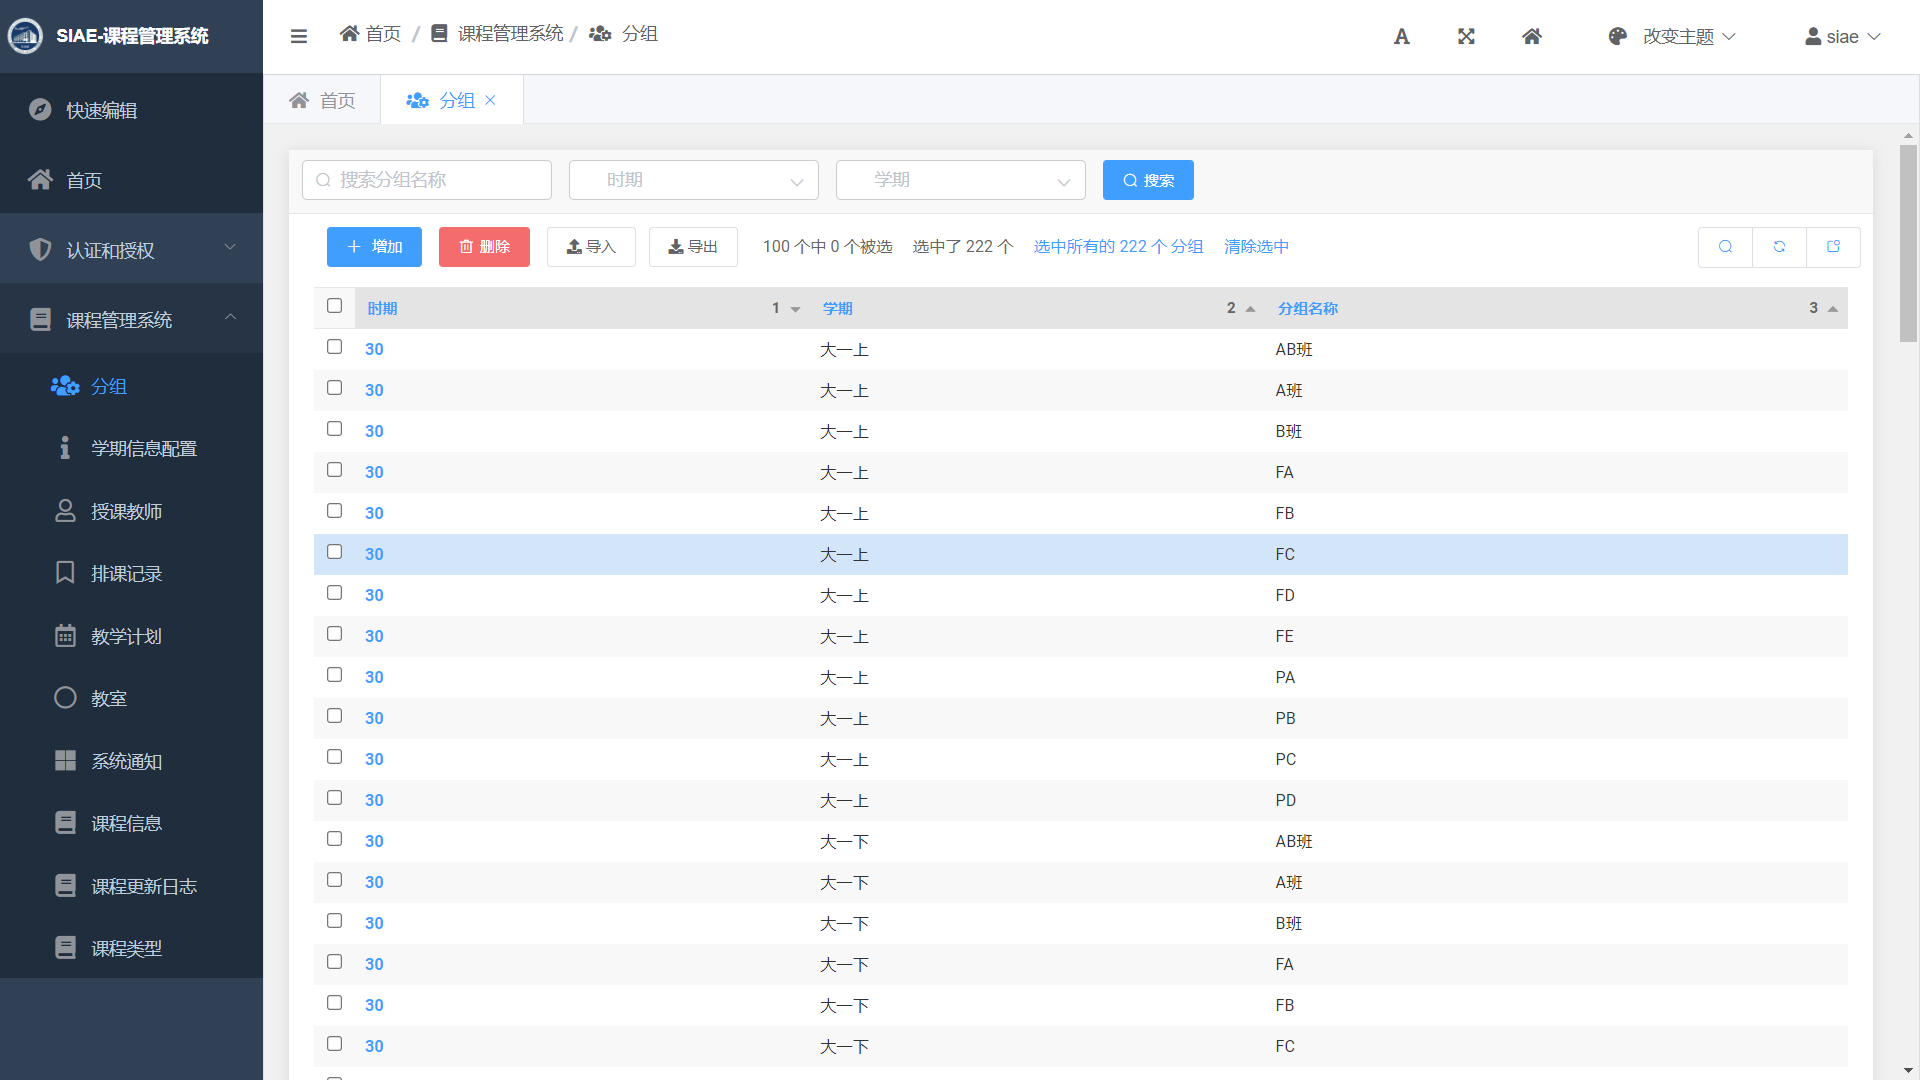 SIAE-课程管理系统
首页 / 课程管理系统 / 分组
A
改变主题
siae
快速编辑
首页
认证和授权
课程管理系统
分组
学期信息配置
授课教师
排课记录
教学计划
教室
系统通知
课程信息
课程更新日志
课程类型
首页
分组
搜索分组名称
时期
学期
搜索
增加
删除
导入
导出
100 个中 0 个被选
选中了 222 个
选中所有的 222 个 分组
清除选中
时期 1 学期 2 分组名称 3
30 大一上 AB班
30 大一上 A班
30 大一上 B班
30 大一上 FA
30 大一上 FB
30 大一上 FC
30 大一上 FD
30 大一上 FE
30 大一上 PA
30 大一上 PB
30 大一上 PC
30 大一上 PD
30 大一下 AB班
30 大一下 A班
30 大一下 B班
30 大一下 FA
30 大一下 FB
30 大一下 FC